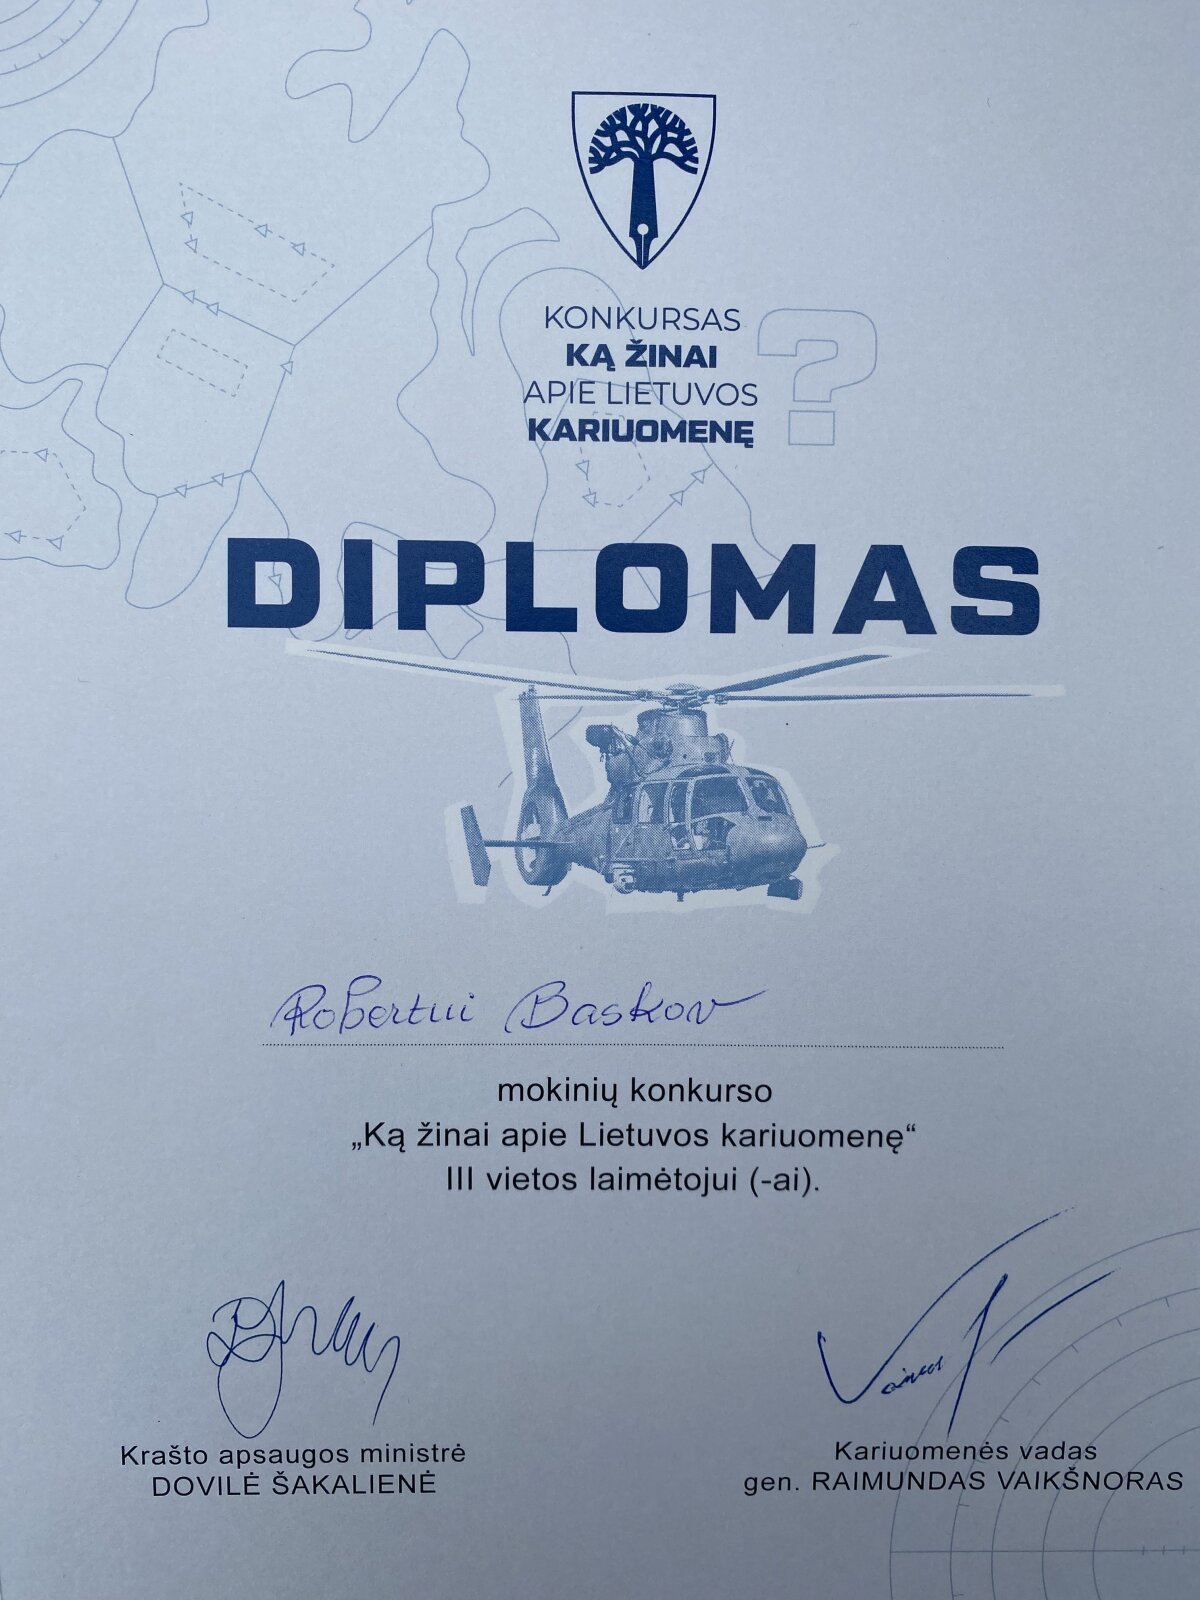 KONKURSAS
KĄ ŽINAI
APIE LIETUVOS
KARIUOMENĘ
?
DIPLOMAS
Robertui Baskov
mokinių konkurso
„Ką žinai apie Lietuvos kariuomenę“
III vietos laimėtojui (-ai).
Krašto apsaugos ministrė
DOVILĖ ŠAKALIENĖ
Kariuomenės vadas
gen. RAIMUNDAS VAIKŠNORAS